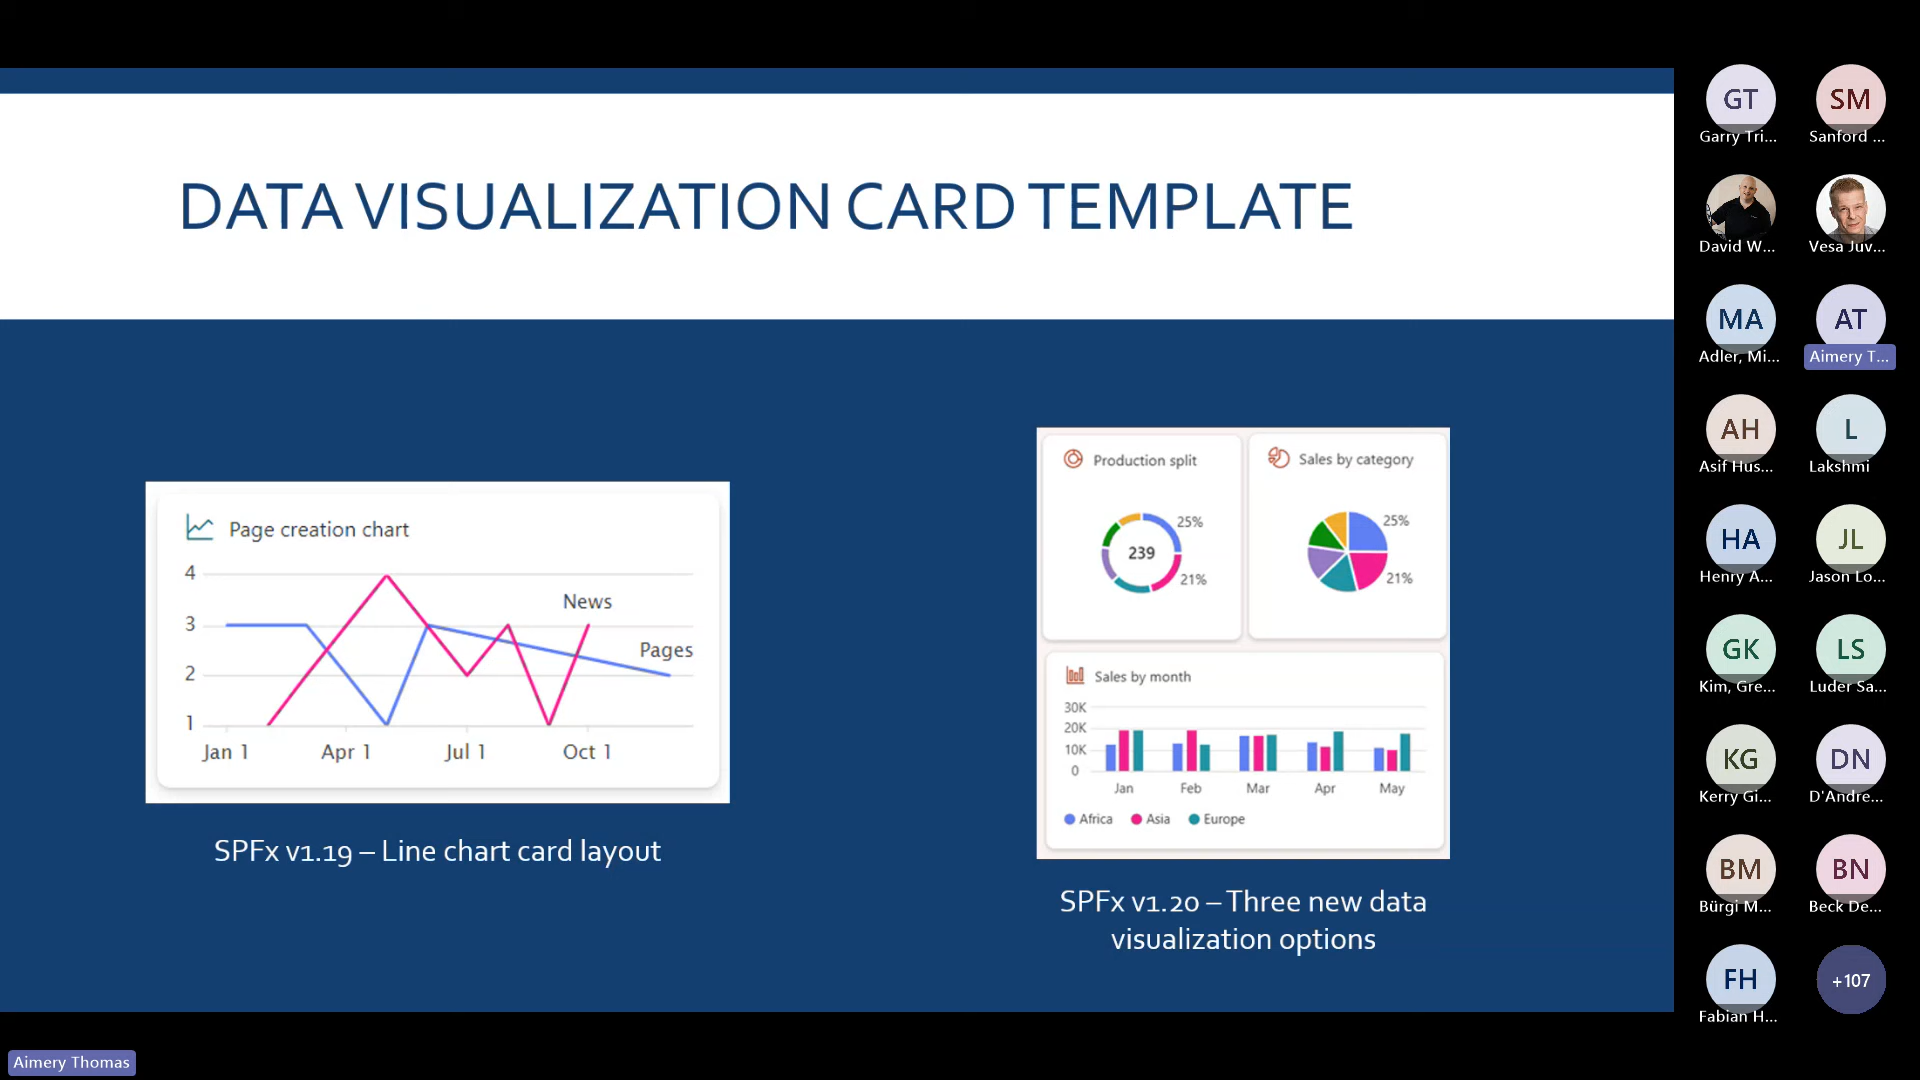 DATA VISUALIZATION CARD TEMPLATE
Page creation chart
4
3
2
1
News
Pages
Jan 1 Apr 1 Jul 1 Oct 1
SPFx v1.19 – Line chart card layout
Production split
25%
239
21%
Sales by category
25%
21%
Sales by month
30K
20K
10K
0
Jan Feb Mar Apr May
Africa Asia Europe
SPFx v1.20 – Three new data
visualization options
GT
Garry Tri...
SM
Sanford ...
David W...
Vesa Juv...
MA
Adler, Mi...
AT
Aimery T...
AH
Asif Hus...
L
Lakshmi
HA
Henry A...
JL
Jason Lo...
GK
Kim, Gre...
LS
Luder Sa...
KG
Kerry Gi...
DN
D'Andre...
BM
Bürgi M...
BN
Beck De...
FH
Fabian H...
+107
Aimery Thomas